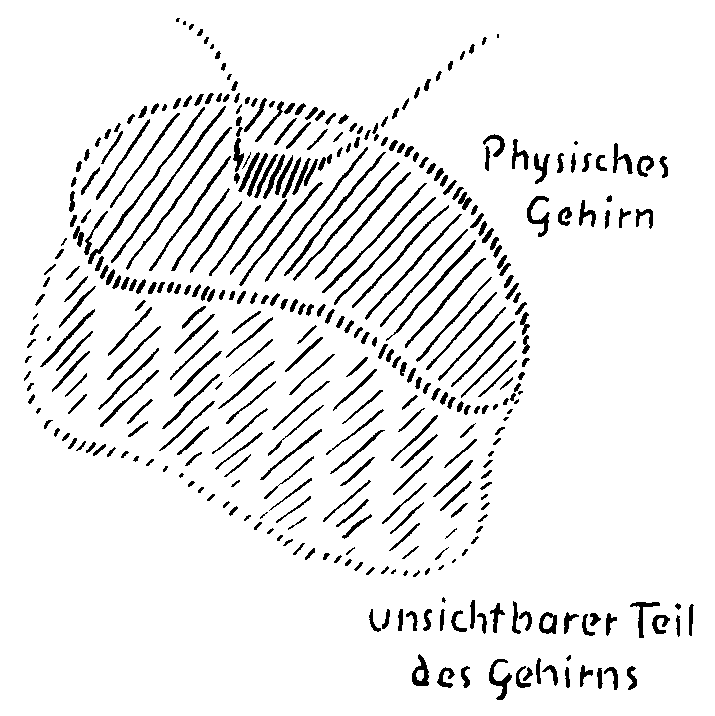 Physisches
Gehirn
unsichtbarer Teil
des Gehirns